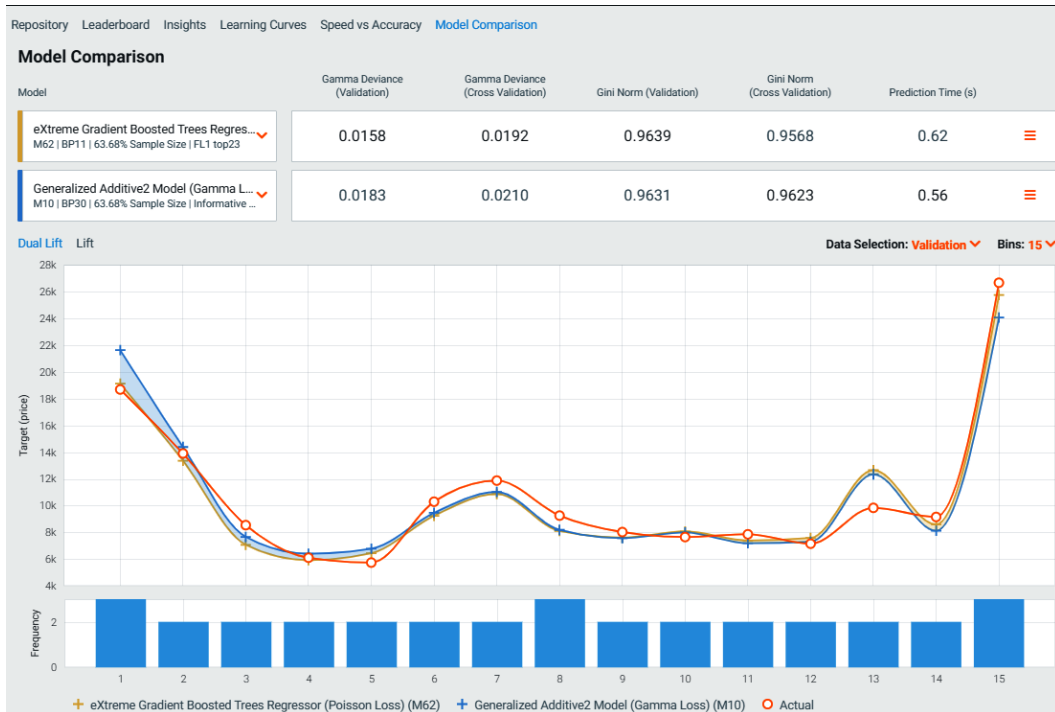 Repository Leaderboard Insights Learning Curves Speed vs Accuracy Model Comparison
Model Comparison
Model
Gamma Deviance
(Validation)
Gamma Deviance
(Cross Validation)
Gini Norm (Validation)
Gini Norm
(Cross Validation)
Prediction Time (s)
eXtreme Gradient Boosted Trees Regres...
M62 | BP11 | 63.68% Sample Size | FL1 top23
0.0158 0.0192 0.9639 0.9568 0.62
Generalized Additive2 Model (Gamma L...
M10 | BP30 | 63.68% Sample Size | Informative ...
0.0183 0.0210 0.9631 0.9623 0.56
Dual Lift Lift
Data Selection: Validation Bins: 15
28k
26k
24k
22k
20k
18k
16k
14k
12k
10k
8k
6k
4k
Target (price)
2
0
Frequency
1 2 3 4 5 6 7 8 9 10 11 12 13 14 15
eXtreme Gradient Boosted Trees Regressor (Poisson Loss) (M62) Generalized Additive2 Model (Gamma Loss) (M10) Actual